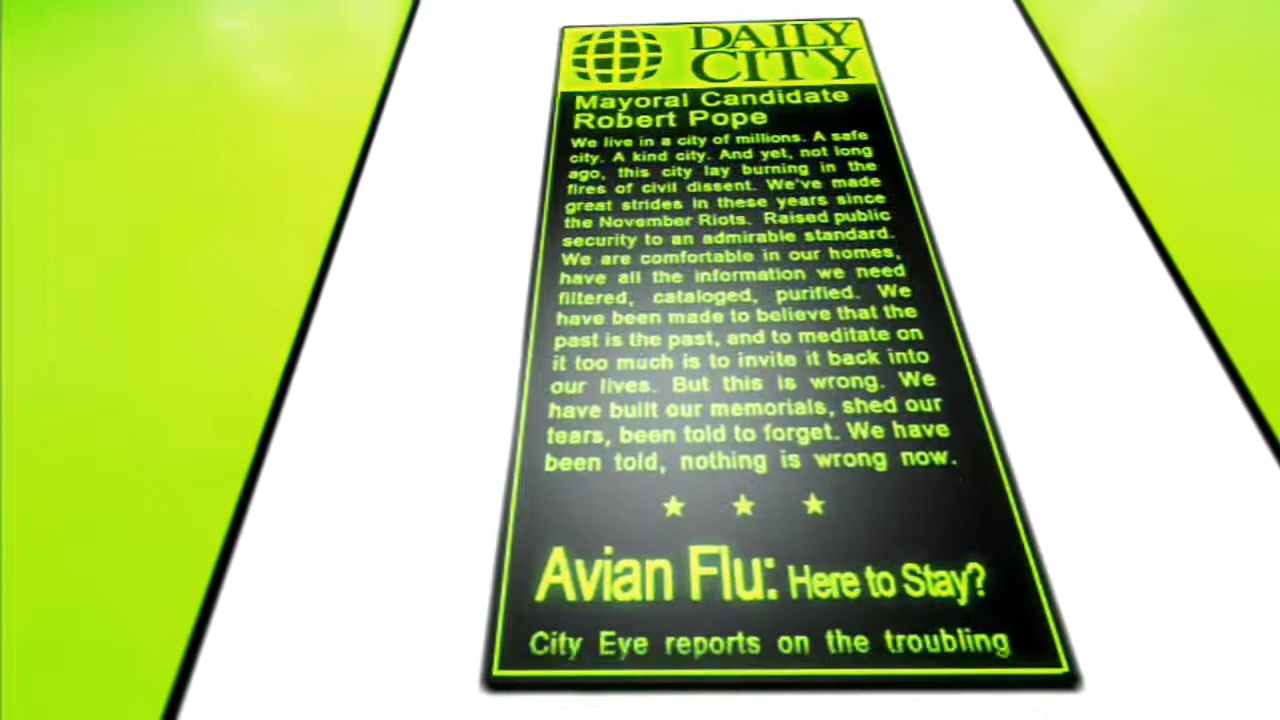 DAILY
CITY
Mayoral Candidate
Robert Pope
We live in a city of millions. A safe
city. A kind city. And yet, not long
ago, this city lay burning in the
fires of civil dissent. We've made
great strides in these years since
the November Riots. Raised public
security to an admirable standard.
We are comfortable in our homes,
have all the information we need
filtered, cataloged, purified. We
have been made to believe that the
past is the past, and to meditate on
it too much is to invite it back into
our lives. But this is wrong. We
have built our memorials, shed our
tears, been told to forget. We have
been told, nothing is wrong now.
Avian Flu: Here to Stay?
City Eye reports on the troubling